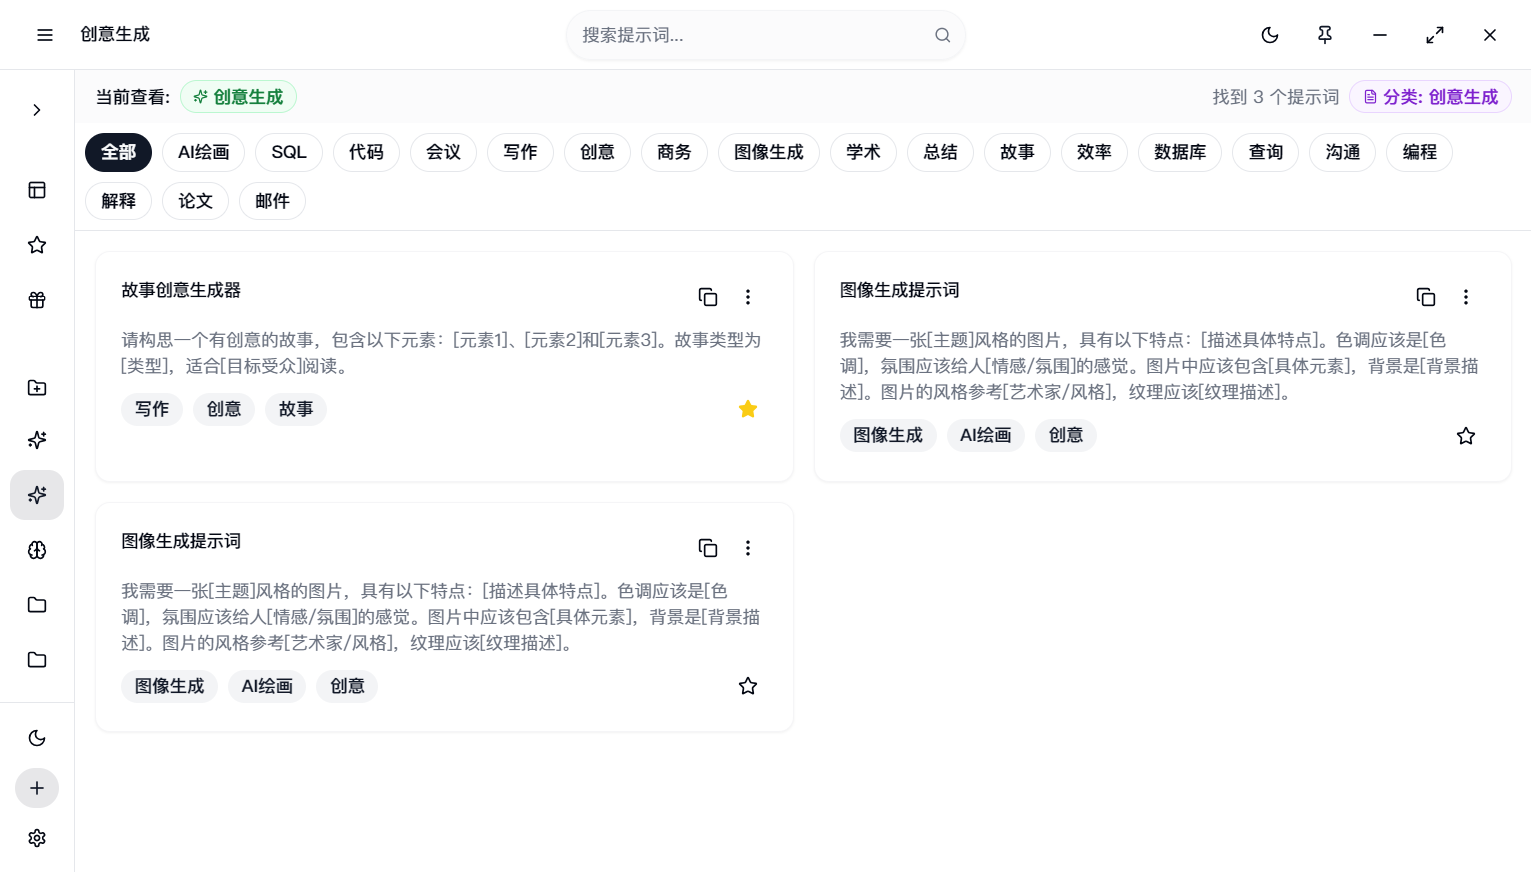 创意生成
搜索提示词...
当前查看: 创意生成
找到 3 个提示词 分类: 创意生成
全部 AI绘画 SQL 代码 会议 写作 创意 商务 图像生成 学术 总结 故事 效率 数据库 查询 沟通 编程
解释 论文 邮件
故事创意生成器
请构思一个有创意的故事，包含以下元素：[元素1]、[元素2]和[元素3]。故事类型为
[类型]，适合[目标受众]阅读。
写作 创意 故事
图像生成提示词
我需要一张[主题]风格的图片，具有以下特点：[描述具体特点]。色调应该是[色
调]，氛围应该给人[情感/氛围]的感觉。图片中应该包含[具体元素]，背景是[背景描
述]。图片的风格参考[艺术家/风格]，纹理应该[纹理描述]。
图像生成 AI绘画 创意
图像生成提示词
我需要一张[主题]风格的图片，具有以下特点：[描述具体特点]。色调应该是[色
调]，氛围应该给人[情感/氛围]的感觉。图片中应该包含[具体元素]，背景是[背景描
述]。图片的风格参考[艺术家/风格]，纹理应该[纹理描述]。
图像生成 AI绘画 创意